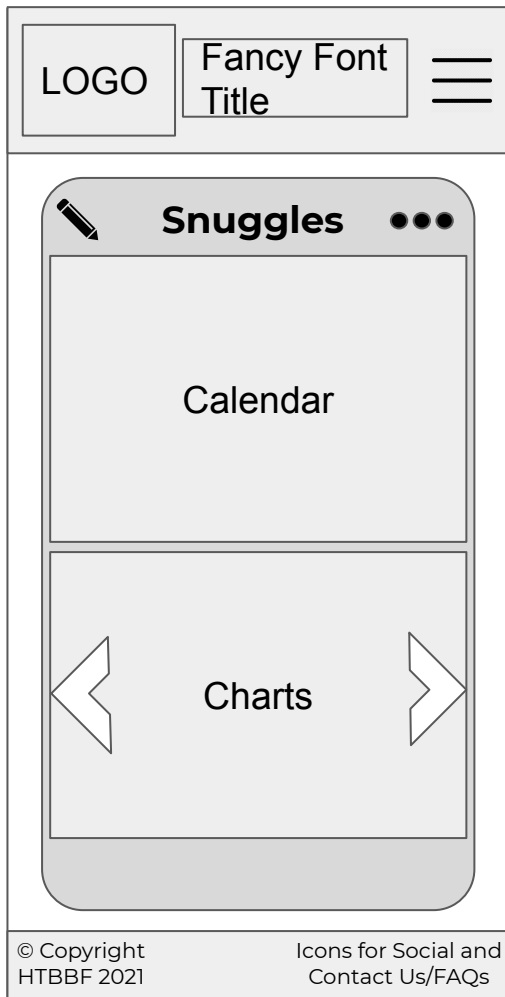 LOGO
Fancy Font
Title
Snuggles
Calendar
Charts
© Copyright
HTBBF 2021
Icons for Social and
Contact Us/FAQs